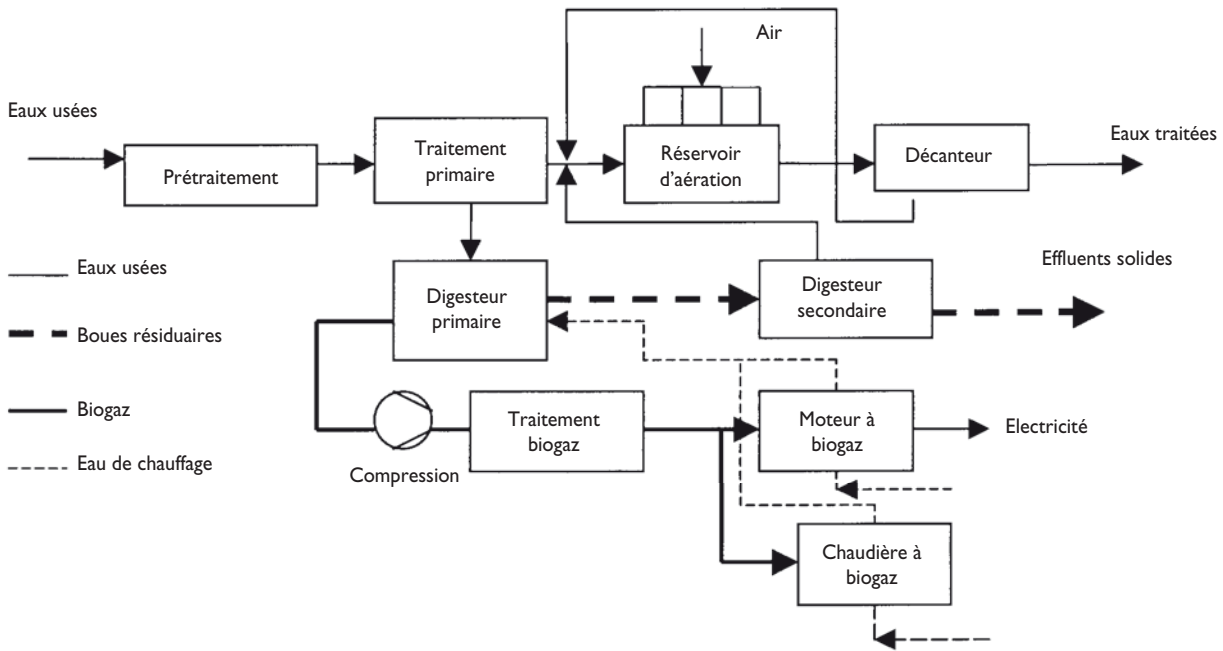 Air
Eaux usées
Prétraitement
Traitement
primaire
Réservoir
d'aération
Décanteur
Eaux traitées
Eaux usées
Boues résiduaires
Biogaz
Eau de chauffage
Digesteur
primaire
Digesteur
secondaire
Effluents solides
Compression
Traitement
biogaz
Moteur à
biogaz
Electricité
Chaudière à
biogaz